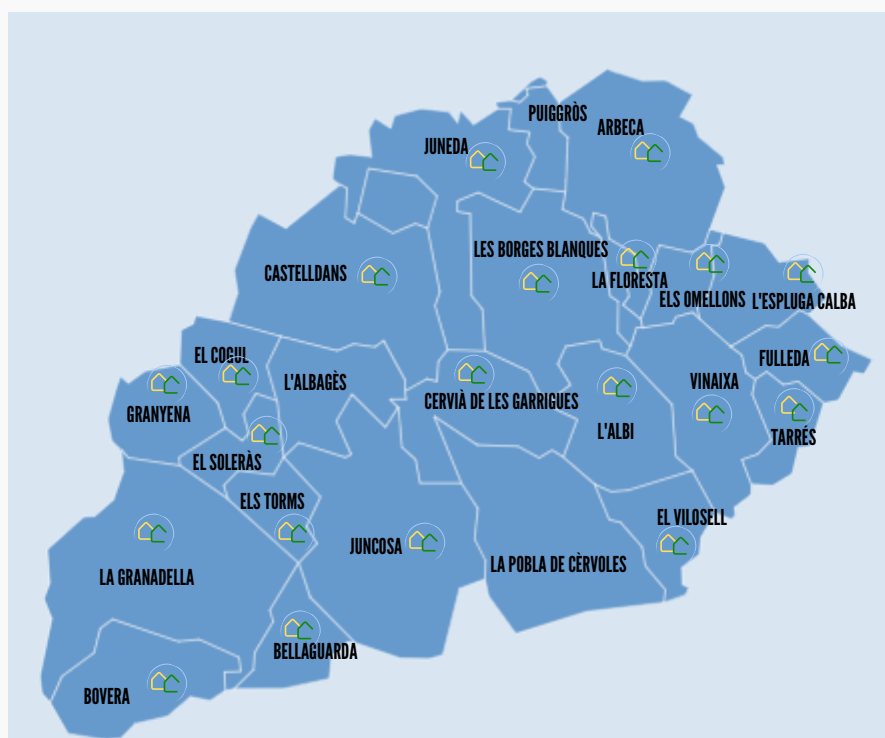 PUIGGRÒS
ARBECA
JUNEDA
LES BORGES BLANQUES
CASTELLDANS
LA FLORESTA
ELS OMELLONS
L'ESPLUGA CALBA
EL COGUL
FULLEDA
L'ALBAGÈS
VINAIXA
GRANYENA
CERVIÀ DE LES GARRIGUES
L'ALBI
TARRÉS
EL SOLERÀS
ELS TORMS
EL VILOSELL
JUNCOSA
LA POBLA DE CÈRVOLES
LA GRANADELLA
BELLAGUARDA
BOVERA